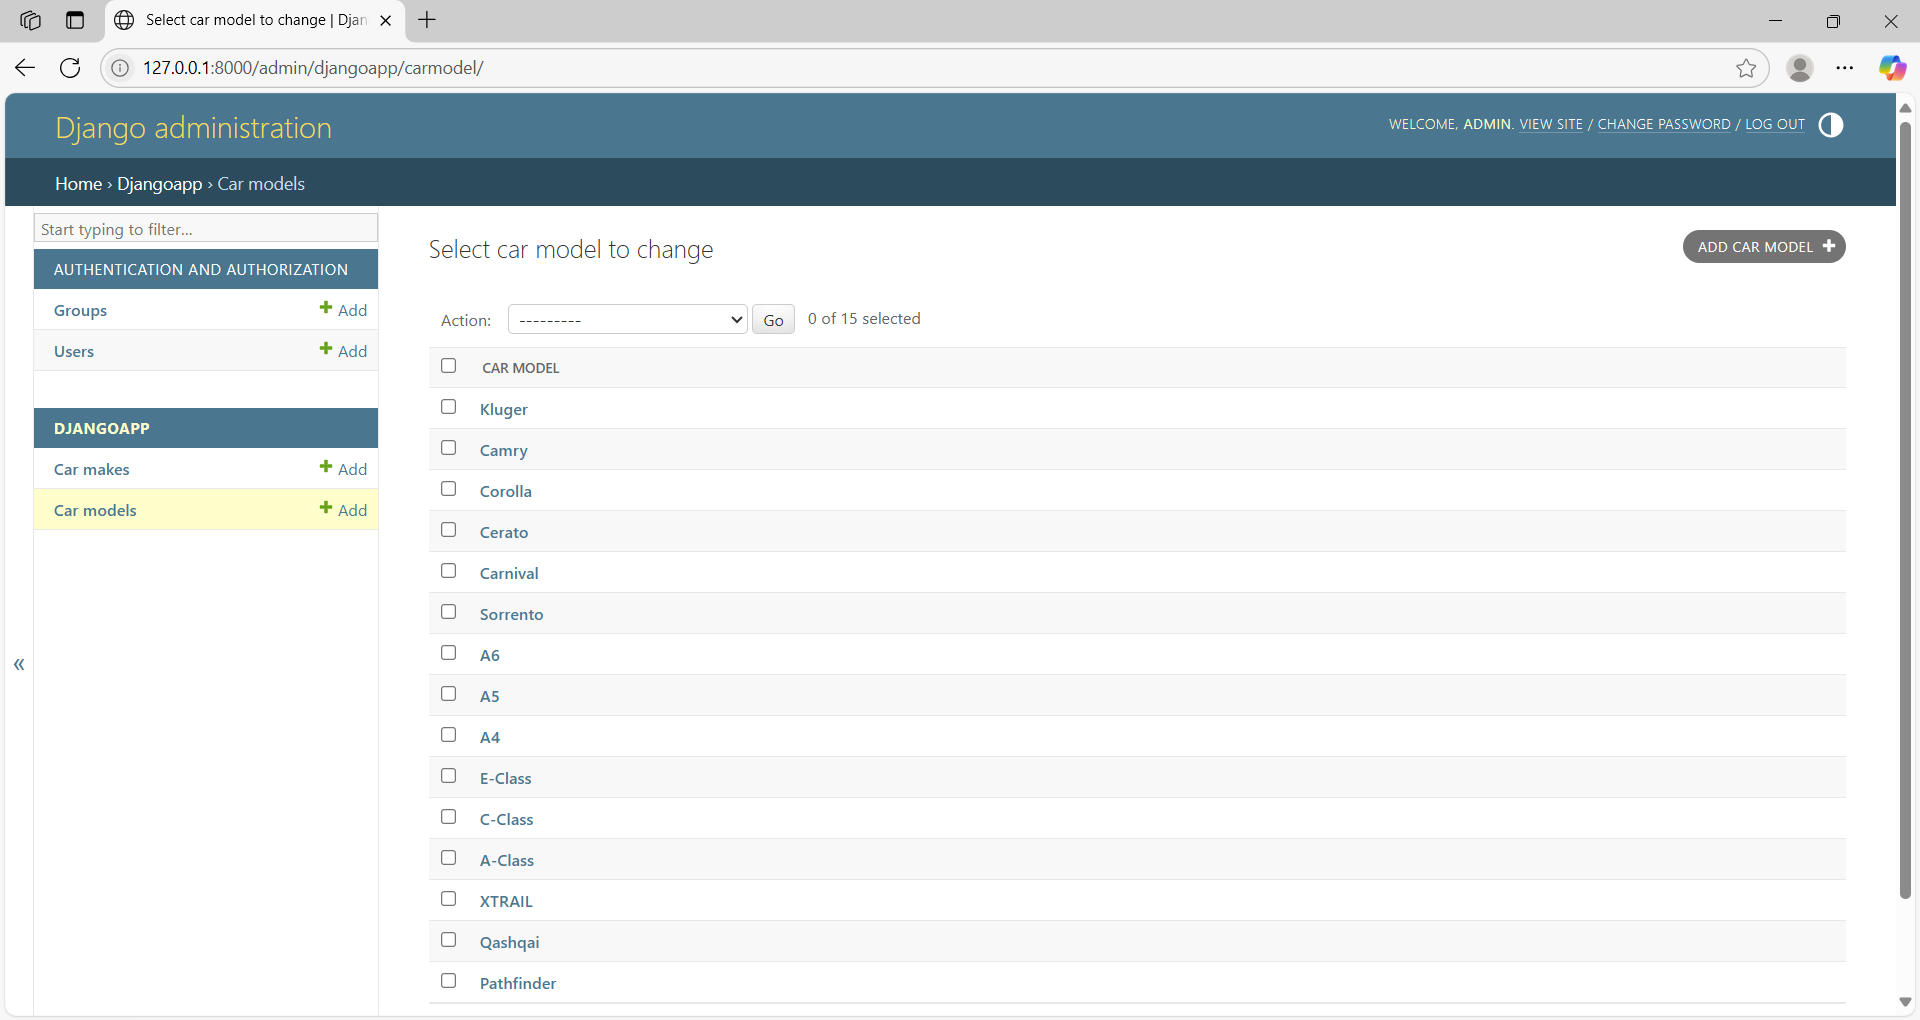 Select car model to change | Djan
127.0.0.1:8000/admin/djangoapp/carmodel/
Django administration
WELCOME, ADMIN. VIEW SITE / CHANGE PASSWORD / LOG OUT
Home › Djangoapp › Car models
Start typing to filter...
AUTHENTICATION AND AUTHORIZATION
Groups + Add
Users + Add
DJANGOAPP
Car makes + Add
Car models + Add
«
Select car model to change
ADD CAR MODEL +
Action: --------- Go 0 of 15 selected
CAR MODEL
Kluger
Camry
Corolla
Cerato
Carnival
Sorrento
A6
A5
A4
E-Class
C-Class
A-Class
XTRAIL
Qashqai
Pathfinder